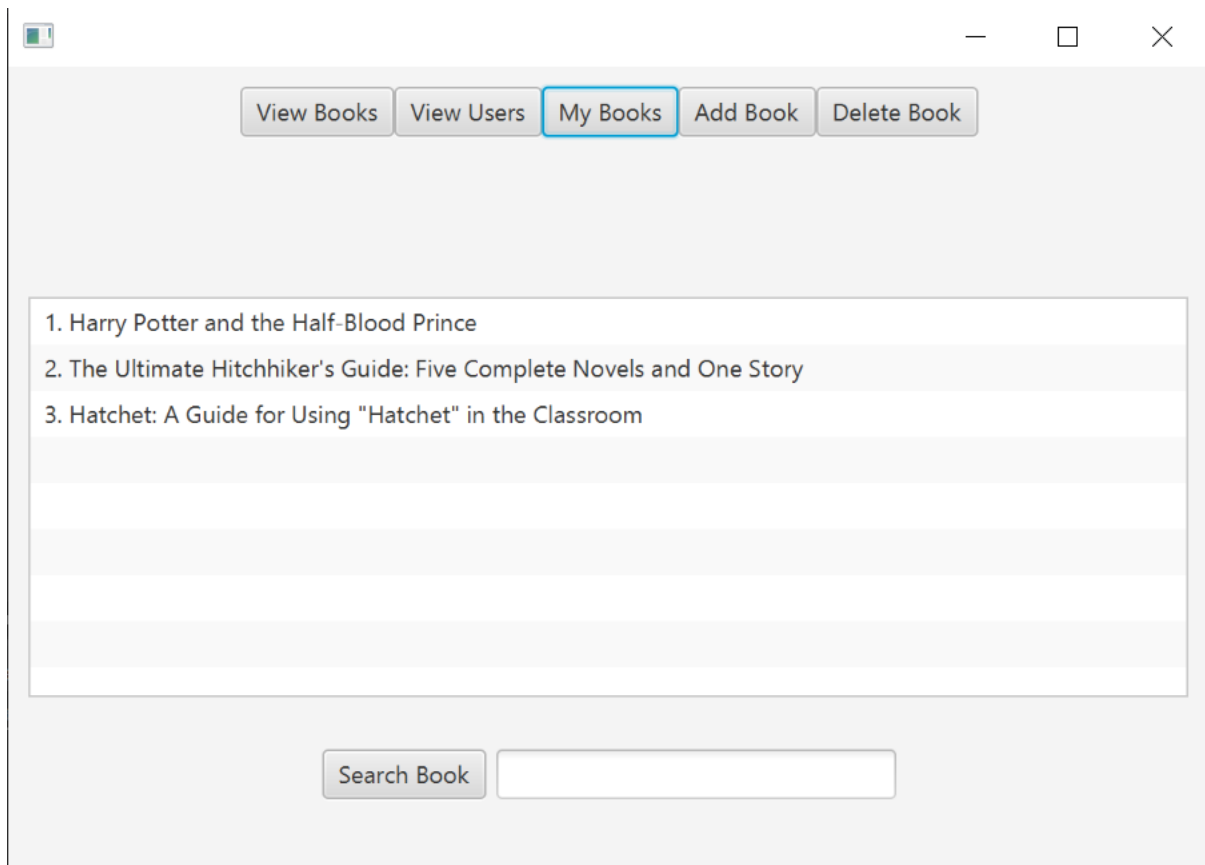 View Books View Users My Books Add Book Delete Book
1. Harry Potter and the Half-Blood Prince
2. The Ultimate Hitchhiker's Guide: Five Complete Novels and One Story
3. Hatchet: A Guide for Using "Hatchet" in the Classroom
Search Book